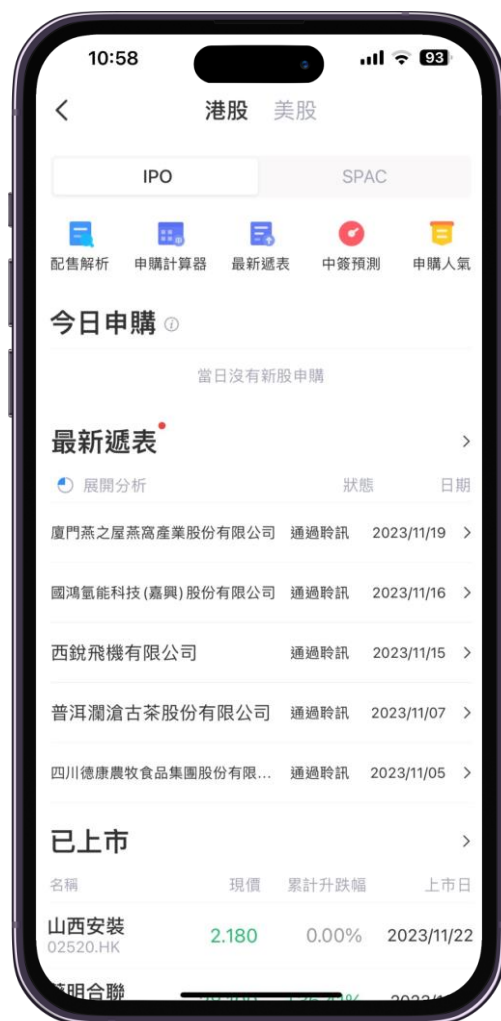 10:58
93
港股 美股
IPO SPAC
配售解析 申購計算器 最新遞表 中簽預測 申購人氣
今日申購
當日沒有新股申購
最新遞表
展開分析 狀態 日期
廈門燕之屋燕窩產業股份有限公司 通過聆訊 2023/11/19
國鴻氫能科技(嘉興)股份有限公司 通過聆訊 2023/11/16
西銳飛機有限公司 通過聆訊 2023/11/15
普洱瀾滄古茶股份有限公司 通過聆訊 2023/11/07
四川德康農牧食品集團股份有限... 通過聆訊 2023/11/05
已上市
名稱 現價 累計升跌幅 上市日
山西安裝 2.180 0.00% 2023/11/22
02520.HK
明合聯